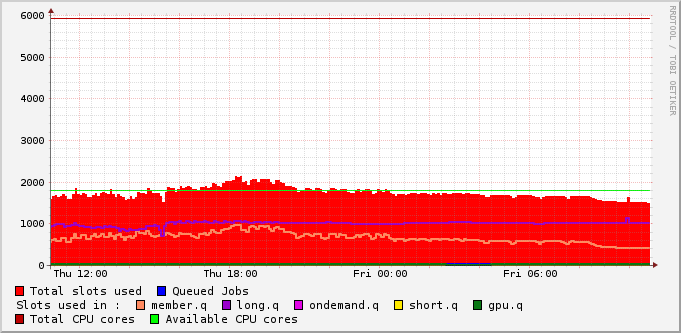 6000
5000
4000
3000
2000
1000
0
Thu 12:00 Thu 18:00 Fri 00:00 Fri 06:00
RRDTOOL / TOBI OETIKER
Total slots used Queued Jobs
Slots used in : member.q long.q ondemand.q short.q gpu.q
Total CPU cores Available CPU cores